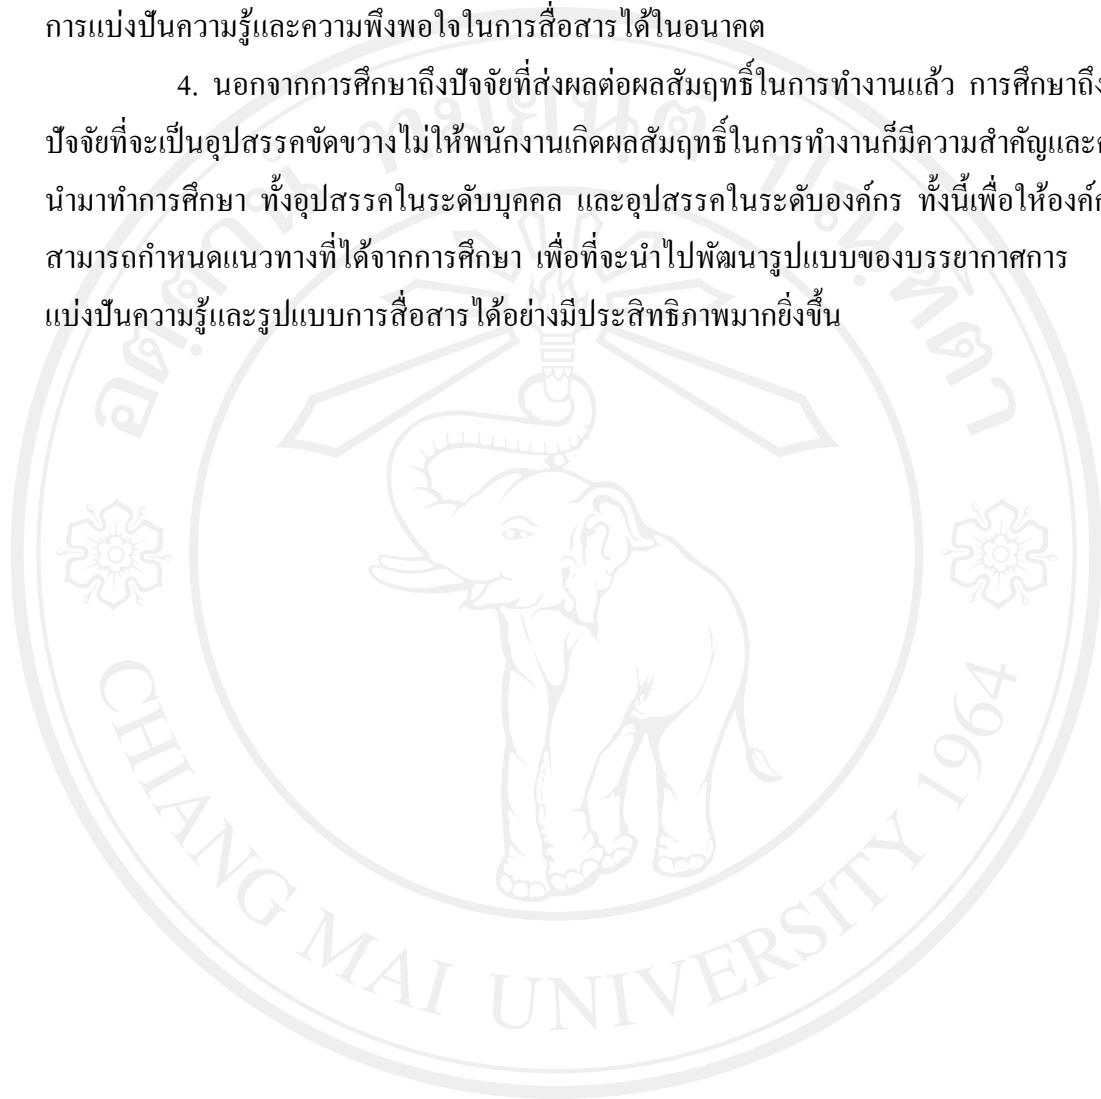 การแบ่งปันความรู้และความพึงพอใจในการสื่อสารได้ในอนาคต
4. นอกจากการศึกษาถึงปัจจัยที่ส่งผลต่อผลสัมฤทธิ์ในการทำงานแล้ว การศึกษาถึง
ปัจจัยที่จะเป็นอุปสรรคขัดขวางไม่ให้พนักงานเกิดผลสัมฤทธิ์ในการทำงานก็มีความสำคัญและ
นำมาทำการศึกษา ทั้งอุปสรรคในระดับบุคคล และอุปสรรคในระดับองค์กร ทั้งนี้เพื่อให้
สามารถกำหนดแนวทางที่ได้จากการศึกษา เพื่อที่จะนำไปพัฒนารูปแบบของบรรยากาศการ
แบ่งปันความรู้และรูปแบบการสื่อสารได้อย่างมีประสิทธิภาพมากยิ่งขึ้น
อตฺตานํ ทมยนฺติ ปณฺฑิตา
CHIANG MAI UNIVERSITY 1964